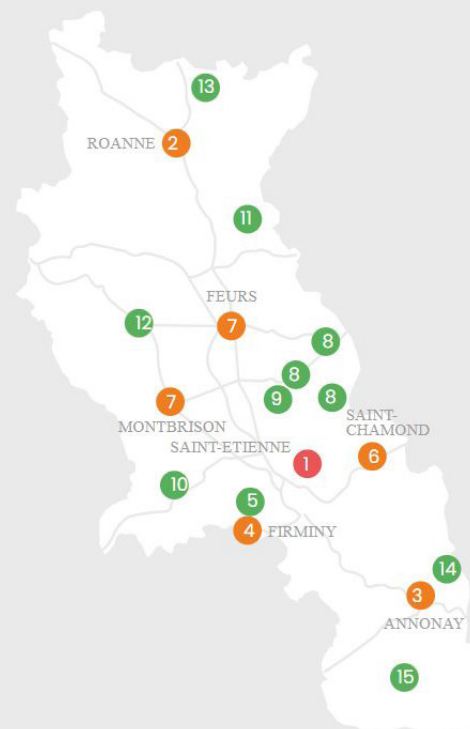 13
ROANNE 2
11
FEURS
12
7
8
8
7
9
8
MONTBRISON
SAINT-
CHAMOND
SAINT-ETIENNE
1
6
10
5
4 FIRMINY
14
3
ANNONAY
15